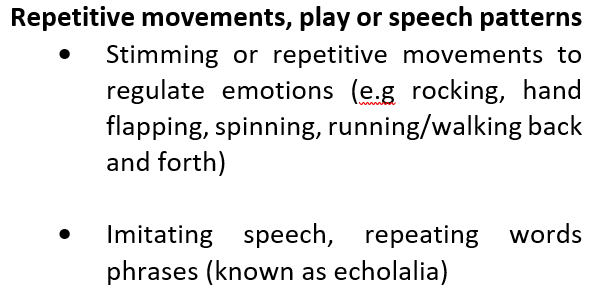 Repetitive movements, play or speech patterns
• Stimming or repetitive movements to
regulate emotions (e.g rocking, hand
flapping, spinning, running/walking back
and forth)
• Imitating speech, repeating words
phrases (known as echolalia)